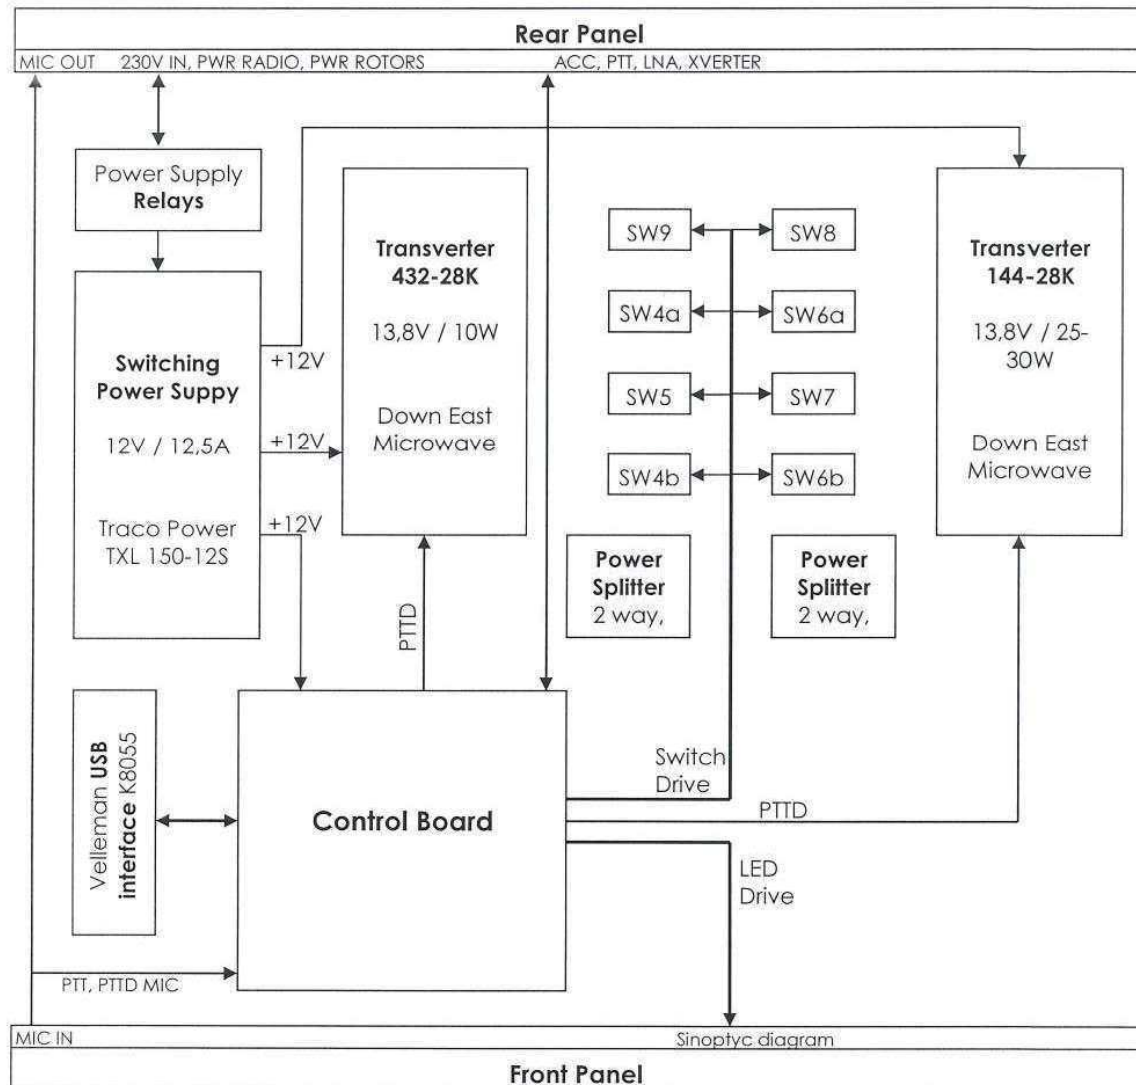 Rear Panel
MIC OUT 230V IN, PWR RADIO, PWR ROTORS ACC, PTT, LNA, XVERTER
Power Supply
Relays
Switching
Power Suppy
12V / 12,5A
Traco Power
TXL 150-12S
+12V
+12V
+12V
Transverter
432-28K
13,8V / 10W
Down East
Microwave
SW9
SW8
SW4a
SW6a
SW5
SW7
SW4b
SW6b
Power
Splitter
2 way,
Power
Splitter
2 way,
Transverter
144-28K
13,8V / 25-
30W
Down East
Microwave
PTTD
Velleman USB
interface K8055
Control Board
Switch
Drive
PTTD
LED
Drive
PTT, PTTD MIC
MIC IN
Sinoptyc diagram
Front Panel